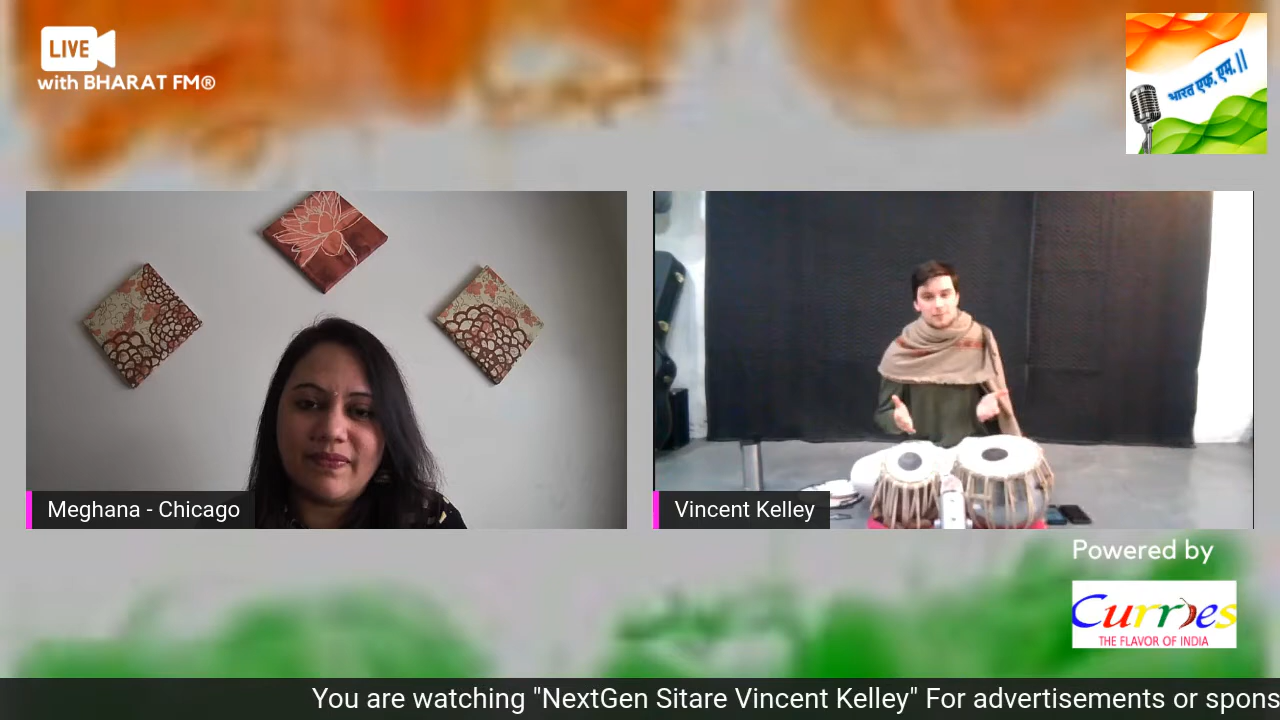 LIVE
with BHARAT FM®
भारत एफ. एम.||
Meghana - Chicago
Vincent Kelley
Powered by
Curries
THE FLAVOR OF INDIA
You are watching "NextGen Sitare Vincent Kelley" For advertisements or spons